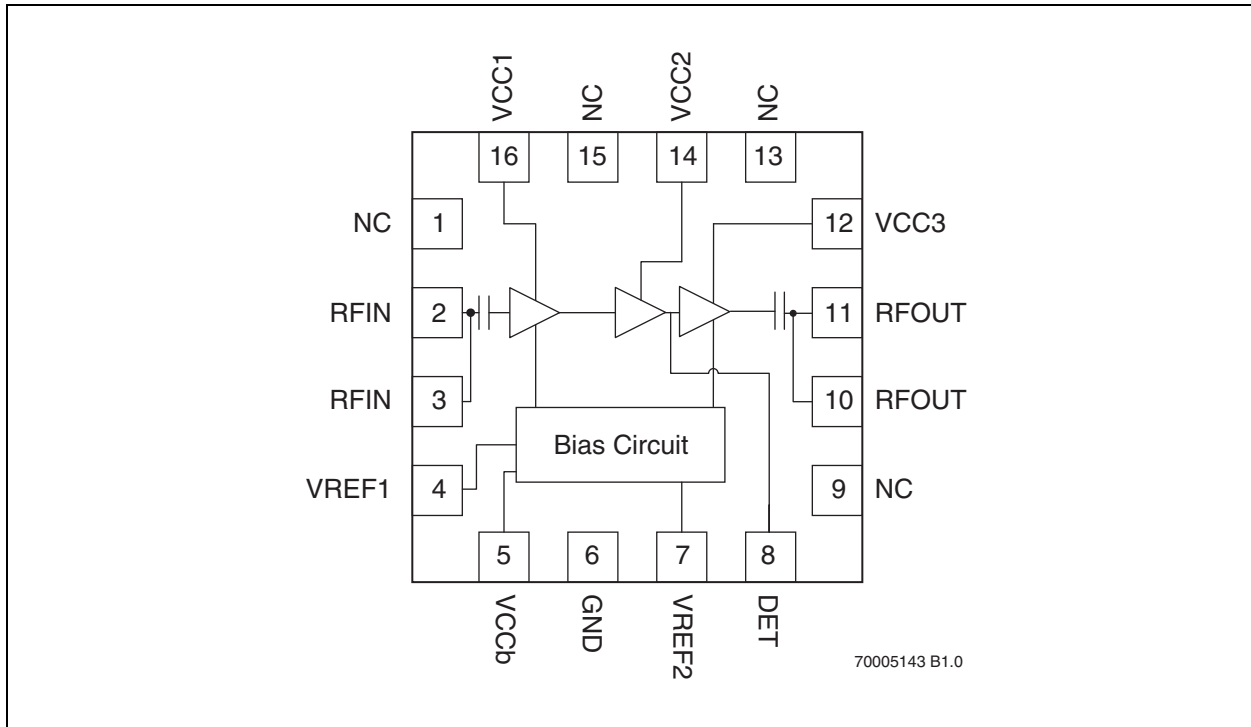 VCC1
NC
VCC2
NC
16
15
14
13
NC
1
12
VCC3
RFIN
2
11
RFOUT
RFIN
3
10
RFOUT
Bias Circuit
VREF1
4
9
NC
5
6
7
8
VCCb
GND
VREF2
DET
70005143 B1.0